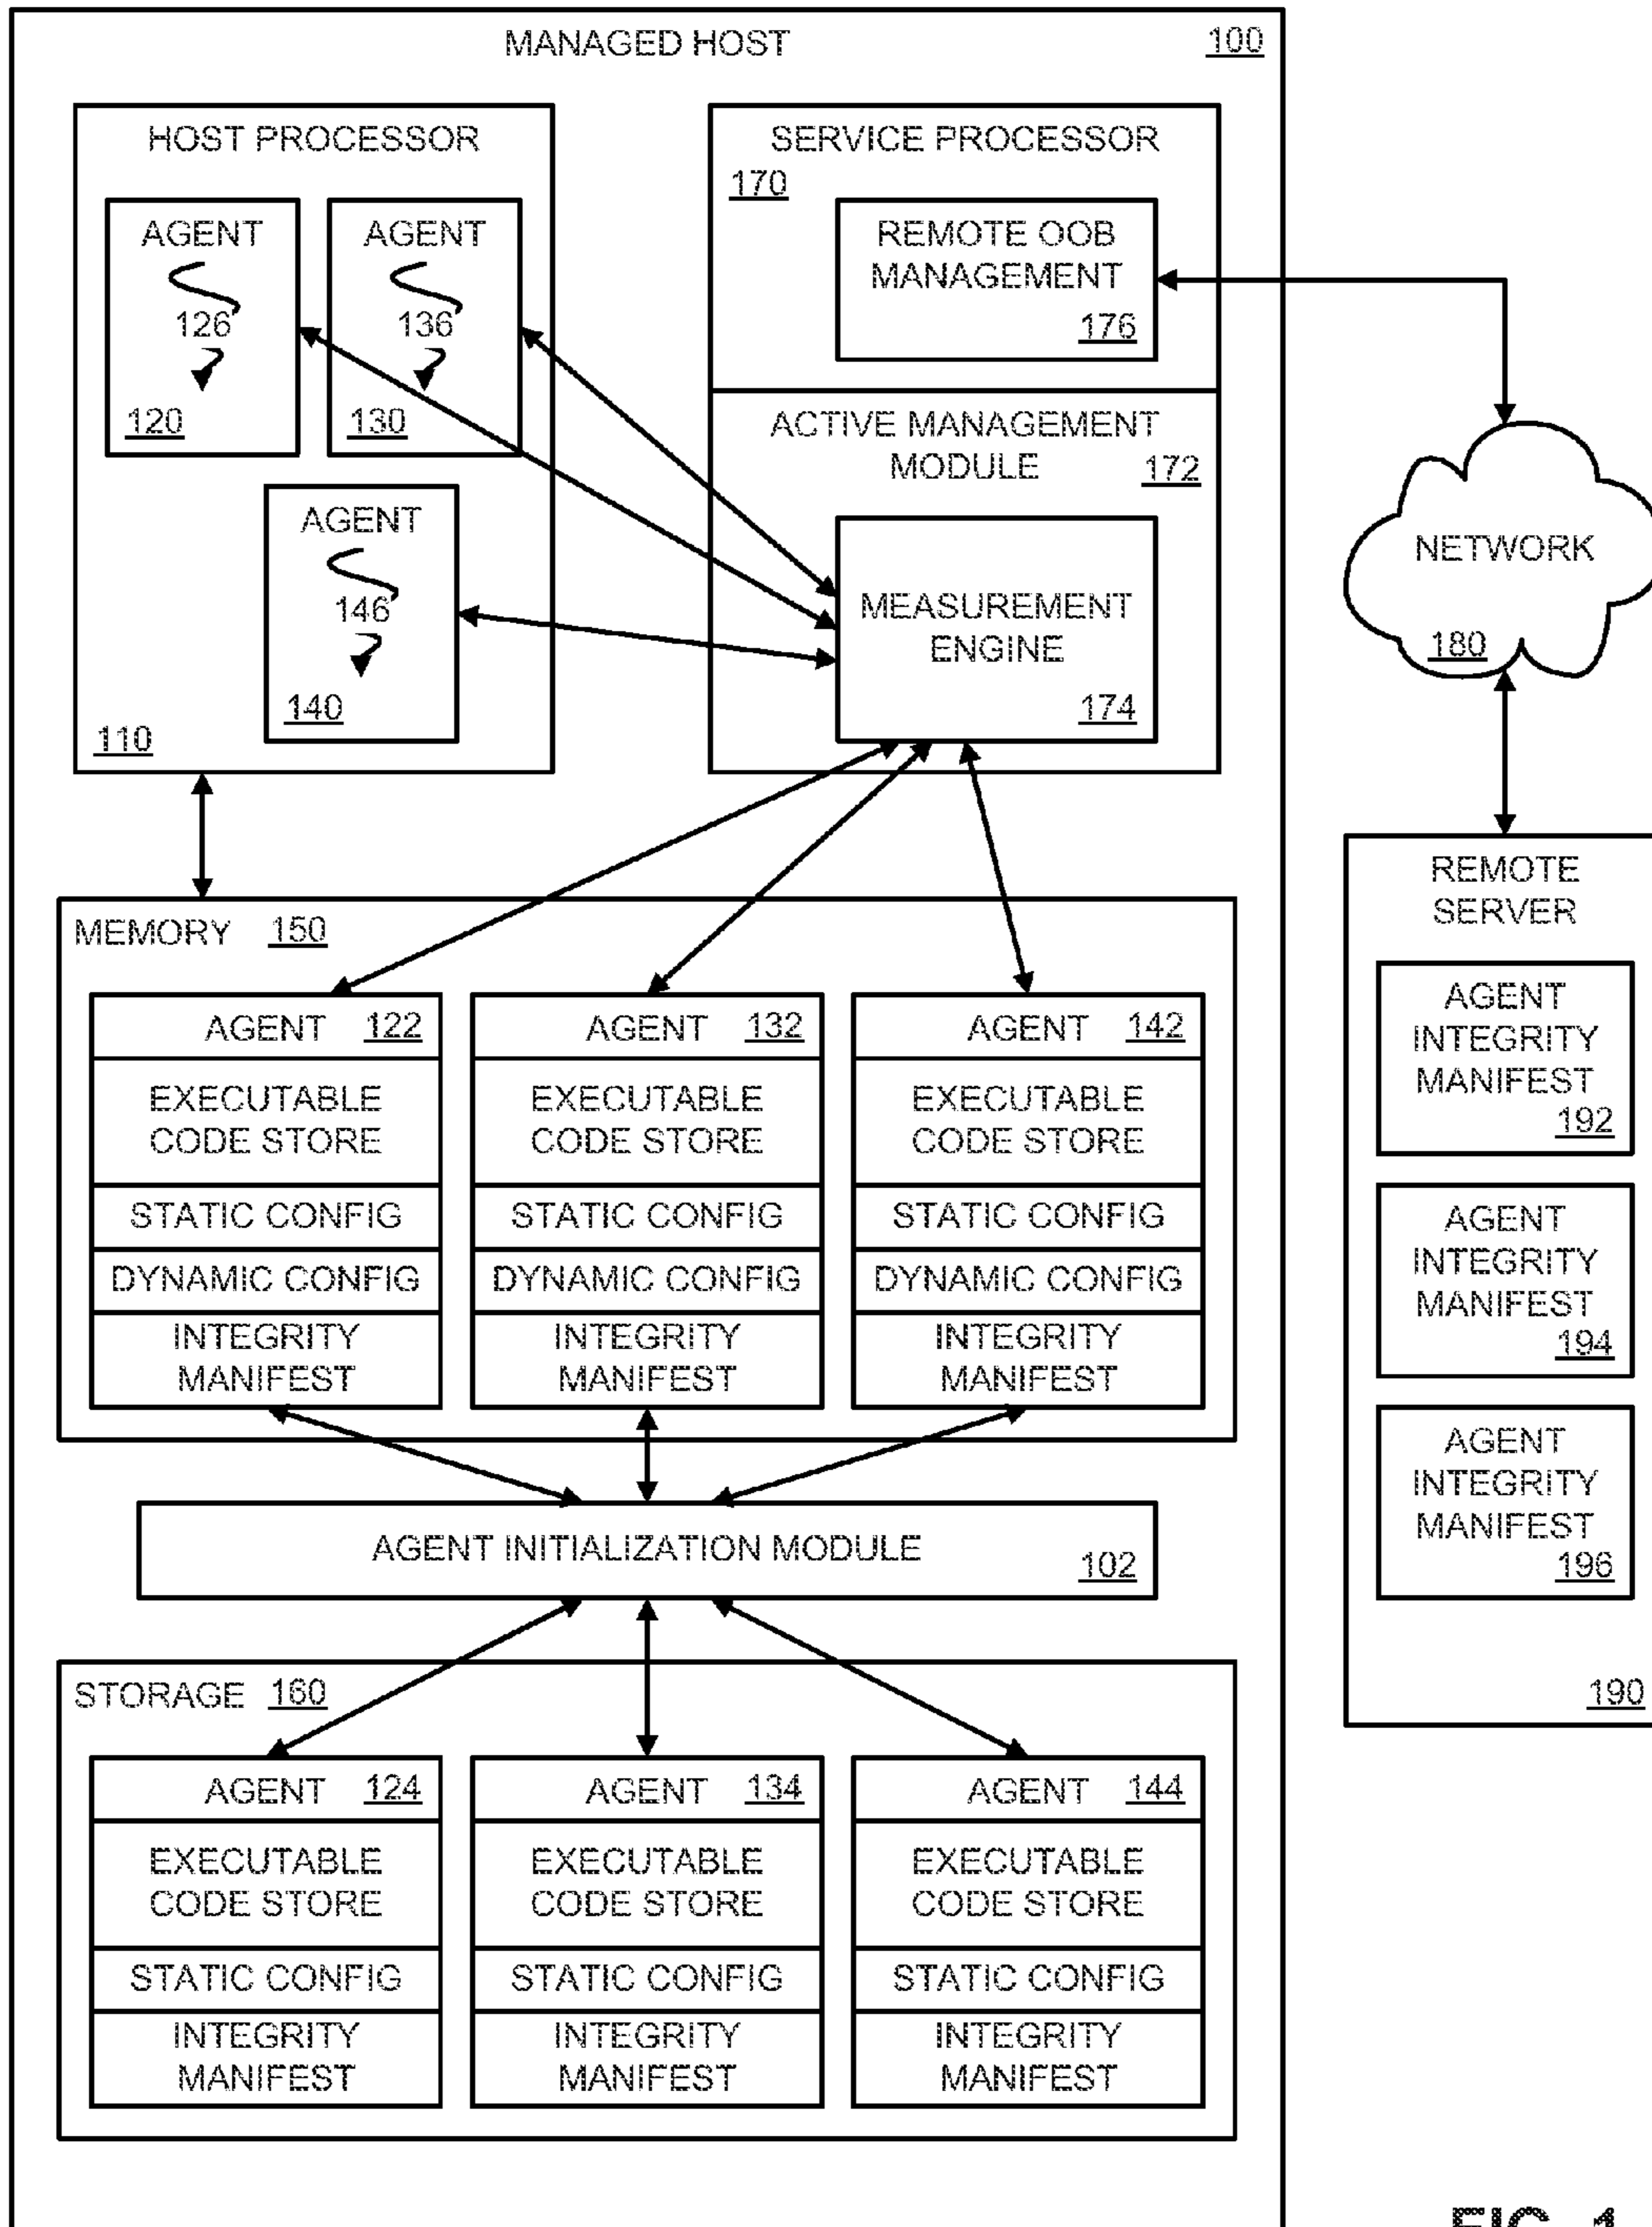 MANAGED HOST
100
HOST PROCESSOR
AGENT
126
120
AGENT
136
130
AGENT
146
140
110
SERVICE PROCESSOR
170
REMOTE OOB
MANAGEMENT
176
ACTIVE MANAGEMENT
MODULE
172
MEASUREMENT
ENGINE
174
NETWORK
180
MEMORY 150
AGENT 122
EXECUTABLE
CODE STORE
STATIC CONFIG
DYNAMIC CONFIG
INTEGRITY
MANIFEST
AGENT 132
EXECUTABLE
CODE STORE
STATIC CONFIG
DYNAMIC CONFIG
INTEGRITY
MANIFEST
AGENT 142
EXECUTABLE
CODE STORE
STATIC CONFIG
DYNAMIC CONFIG
INTEGRITY
MANIFEST
AGENT INITIALIZATION MODULE
102
STORAGE 160
AGENT 124
EXECUTABLE
CODE STORE
STATIC CONFIG
INTEGRITY
MANIFEST
AGENT 134
EXECUTABLE
CODE STORE
STATIC CONFIG
INTEGRITY
MANIFEST
AGENT 144
EXECUTABLE
CODE STORE
STATIC CONFIG
INTEGRITY
MANIFEST
REMOTE
SERVER
AGENT
INTEGRITY
MANIFEST
192
AGENT
INTEGRITY
MANIFEST
194
AGENT
INTEGRITY
MANIFEST
196
190
FIG. 1